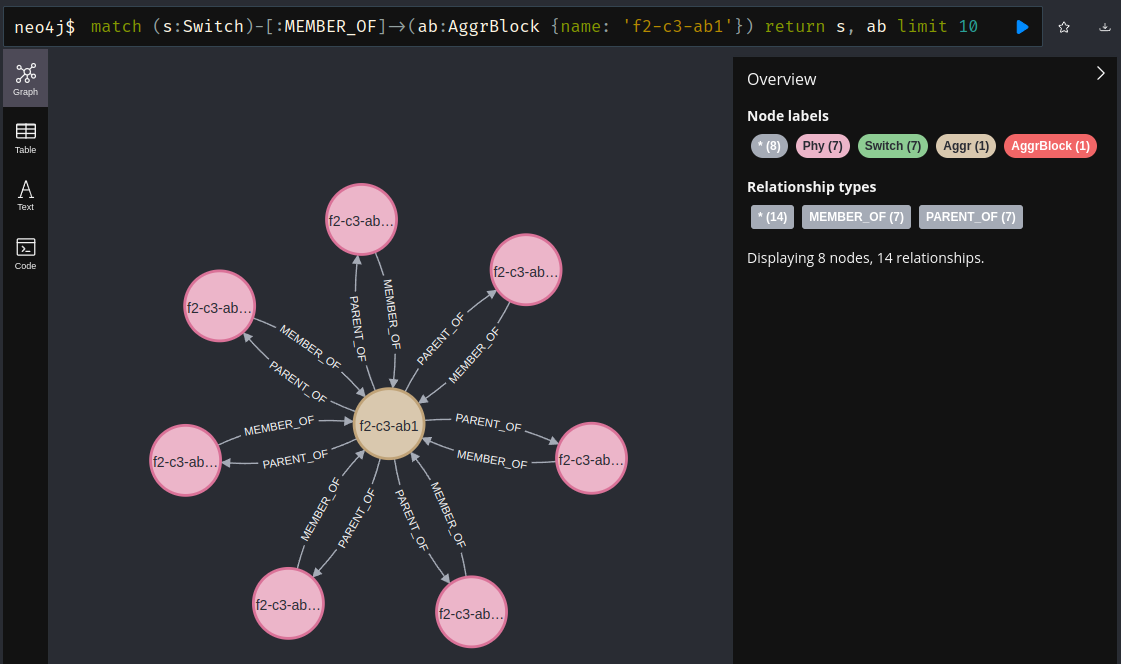 neo4j$ match (s:Switch)-[:MEMBER_OF]→(ab:AggrBlock {name: 'f2-c3-ab1'}) return s, ab limit 10
Graph
Table
Text
Code
f2-c3-ab...
f2-c3-ab...
f2-c3-ab...
f2-c3-ab1
f2-c3-ab...
f2-c3-ab...
f2-c3-ab...
f2-c3-ab...
MEMBER_OF
PARENT_OF
MEMBER_OF
PARENT_OF
MEMBER_OF
PARENT_OF
MEMBER_OF
PARENT_OF
MEMBER_OF
PARENT_OF
MEMBER_OF
PARENT_OF
MEMBER_OF
PARENT_OF
Overview
Node labels
* (8) Phy (7) Switch (7) Aggr (1) AggrBlock (1)
Relationship types
* (14) MEMBER_OF (7) PARENT_OF (7)
Displaying 8 nodes, 14 relationships.